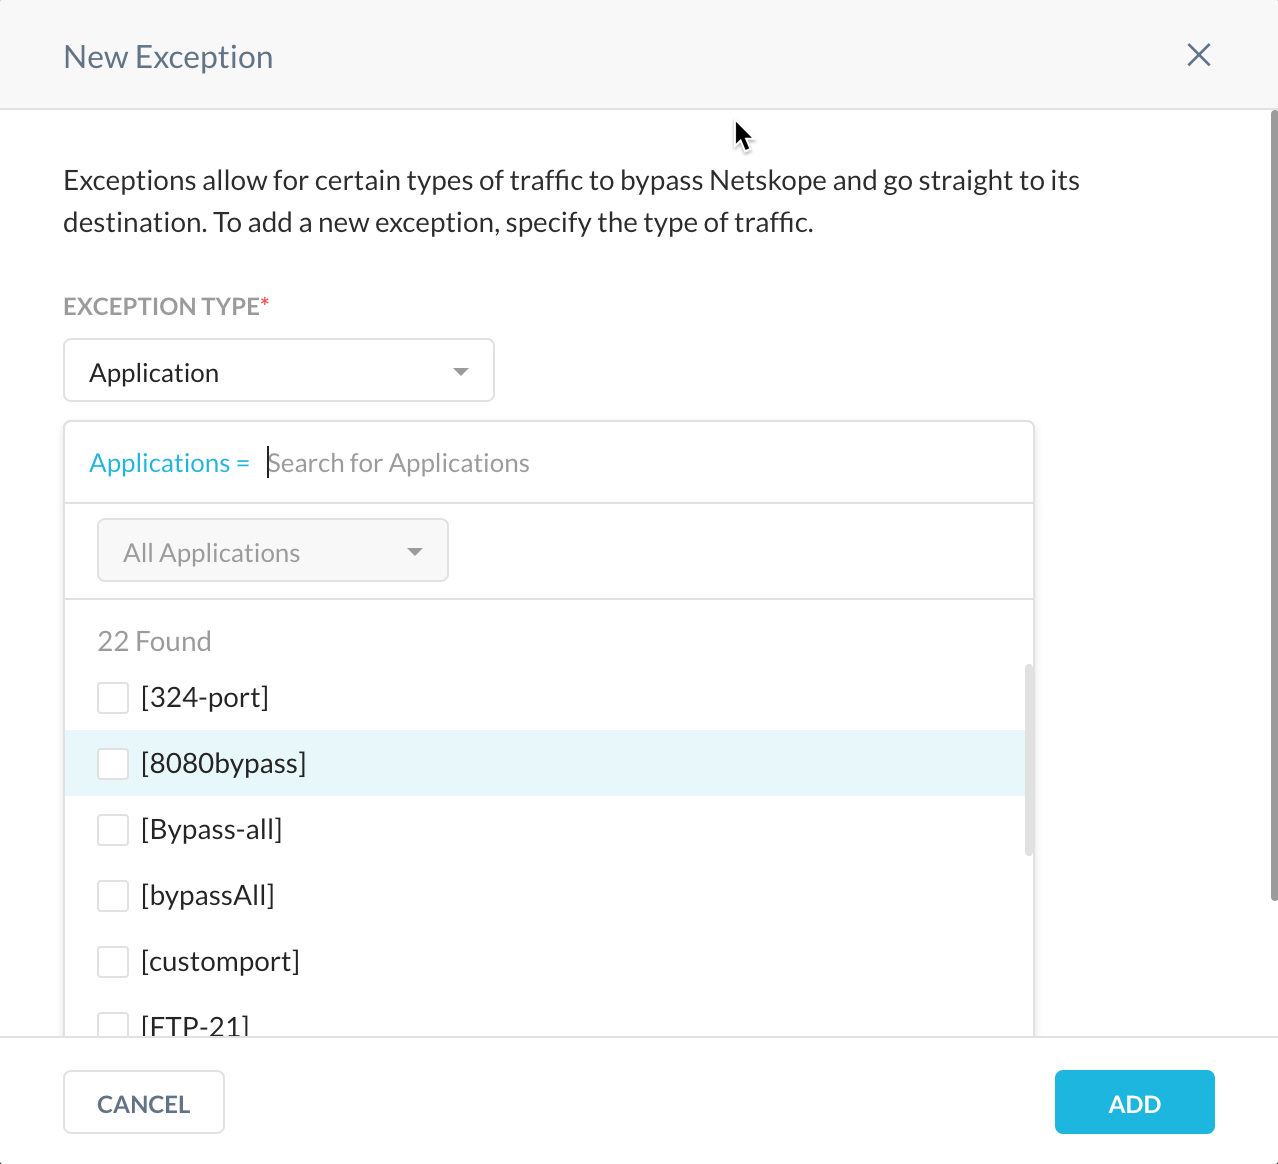 New Exception
Exceptions allow for certain types of traffic to bypass Netskope and go straight to its
destination. To add a new exception, specify the type of traffic.
EXCEPTION TYPE*
Application
Applications = Search for Applications
All Applications
22 Found
[324-port]
[8080bypass]
[Bypass-all]
[bypassAll]
[customport]
[FTP-21]
CANCEL
ADD